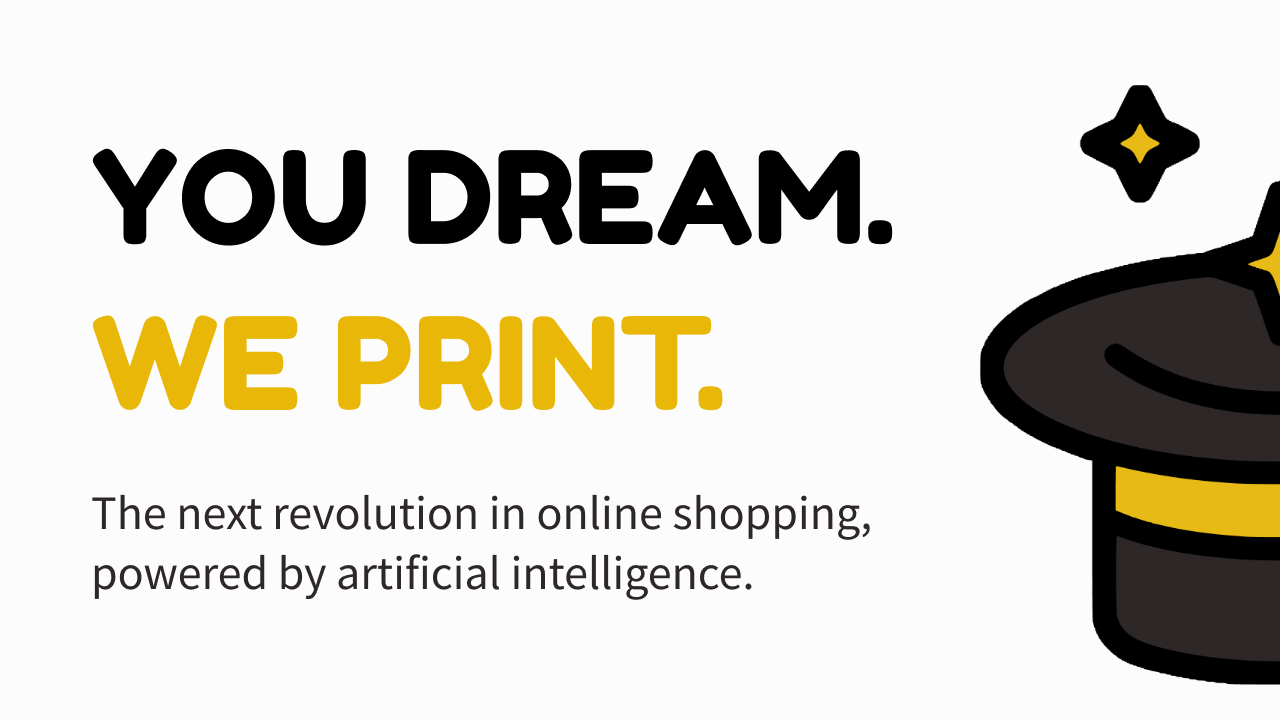 YOU DREAM.
WE PRINT.
The next revolution in online shopping,
powered by artificial intelligence.